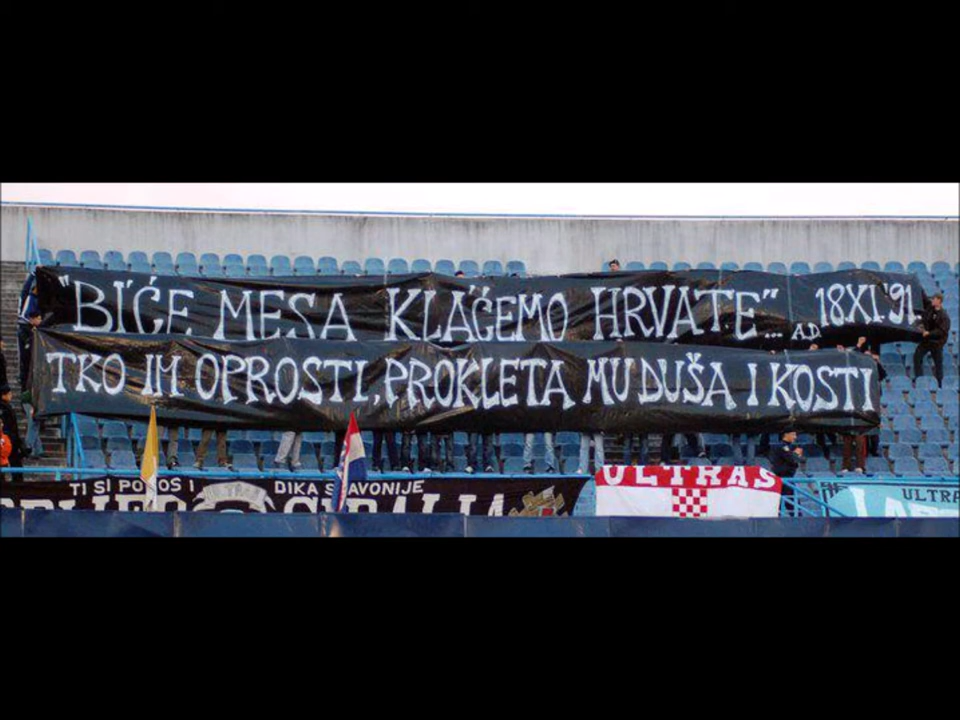 "BIĆE MESA KLAĆEMO HRVATE"... A.D. 18.XI.'91.
TKO IM OPROSTI, PROKLETA MU DUŠA I KOSTI
TI SI PONOS I DIKA SLAVONIJE
CIBALIA
ULTRAS
ULTRA